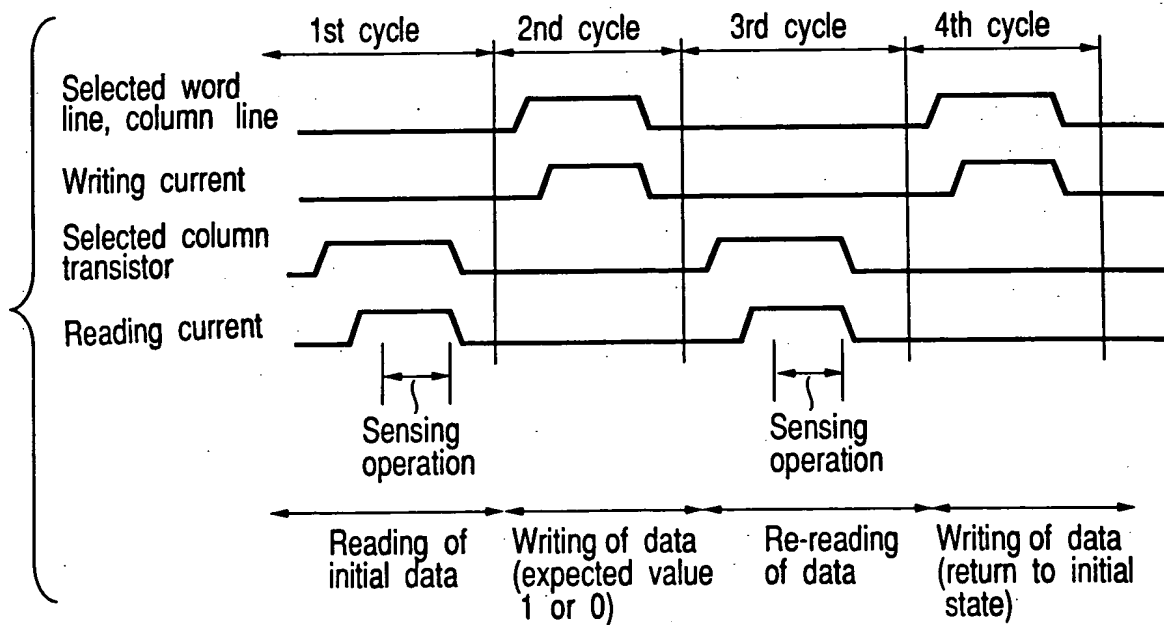 1st cycle 2nd cycle 3rd cycle 4th cycle
Selected word
line, column line
Writing current
Selected column
transistor
Reading current
Sensing
operation
Sensing
operation
Reading of
initial data
Writing of data
(expected value
1 or 0)
Re-reading
of data
Writing of data
(return to initial
state)